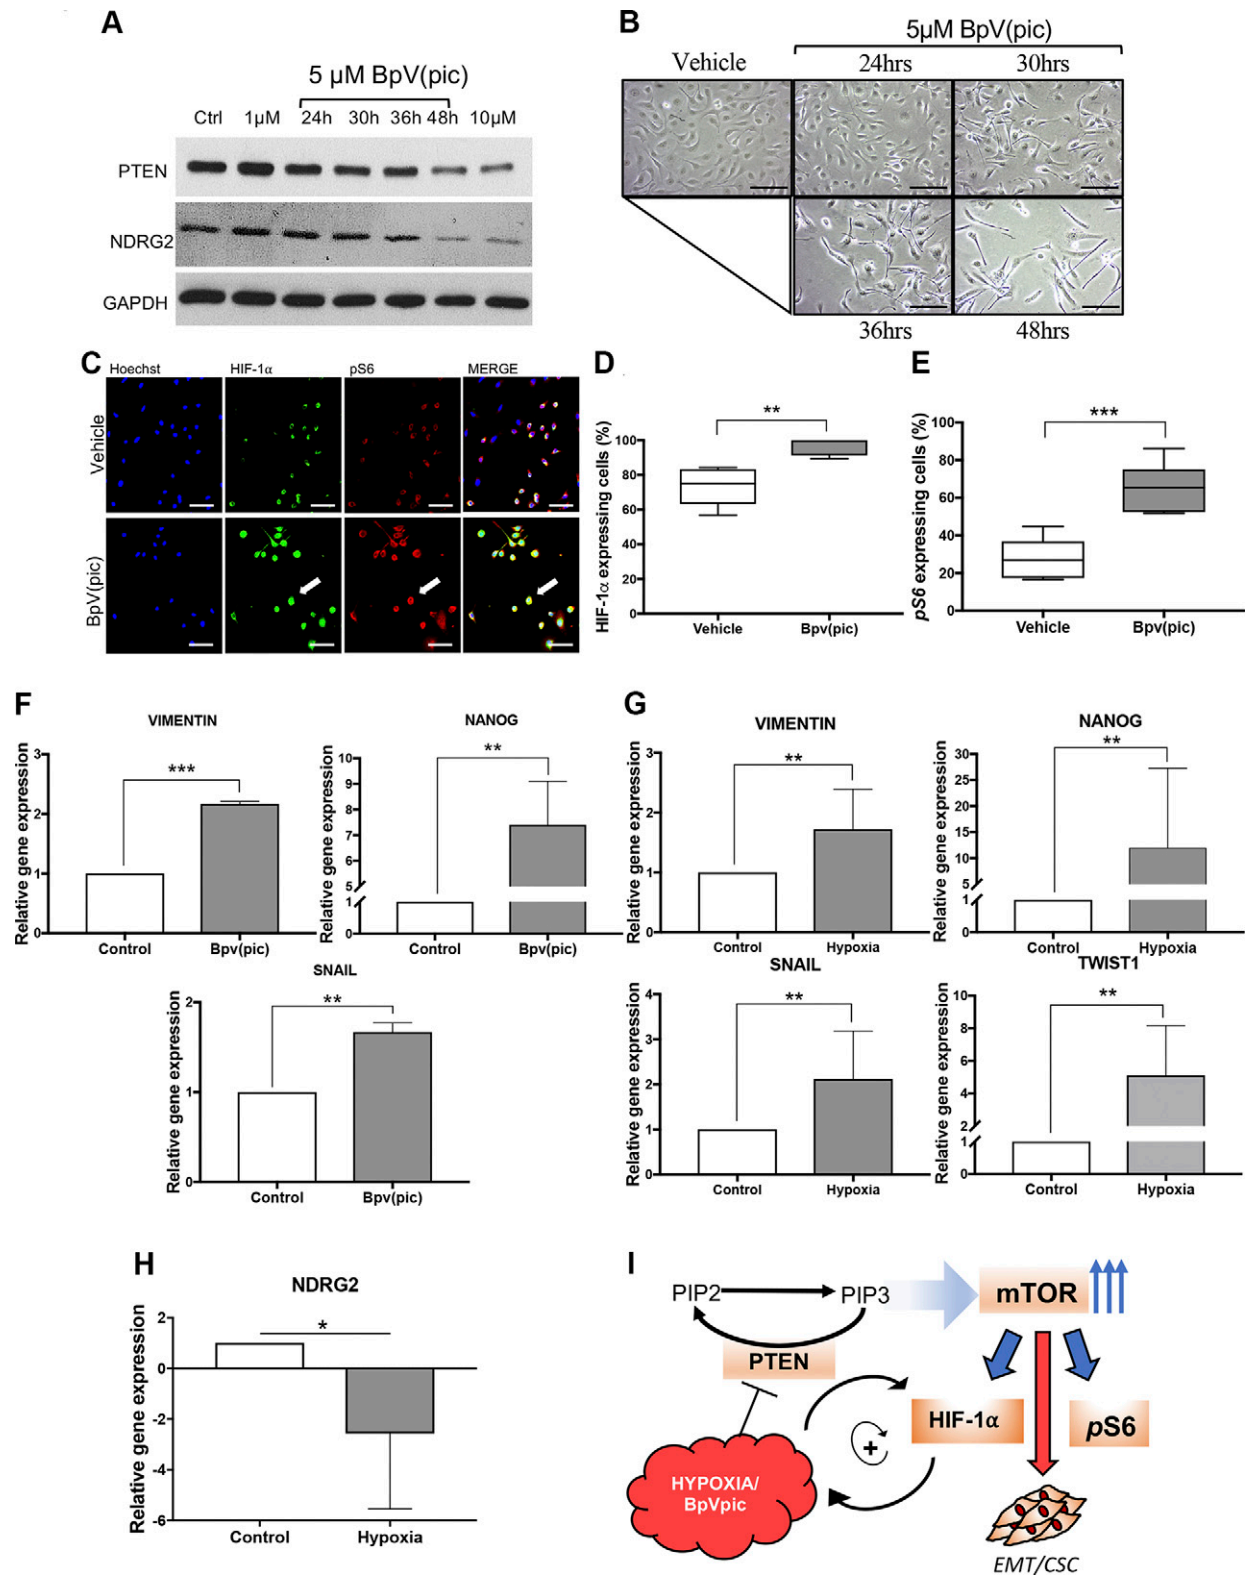 A
5 µM BpV(pic)
Ctrl 1µM 24h 30h 36h 48h 10µM
PTEN
NDRG2
GAPDH
B
5µM BpV(pic)
Vehicle 24hrs 30hrs
36hrs 48hrs
C
Hoechst HIF-1α pS6 MERGE
Vehicle
BpV(pic)
D
**
HIF-1α expressing cells (%)
100
80
60
40
20
0
Vehicle Bpv(pic)
E
***
pS6 expressing cells (%)
100
80
60
40
20
0
Vehicle Bpv(pic)
F
VIMENTIN
***
Relative gene expression
3
2
1
0
Control Bpv(pic)
NANOG
**
Relative gene expression
10
9
8
7
6
5
1
0
Control Bpv(pic)
SNAIL
**
Relative gene expression
2
1
0
Control Bpv(pic)
G
VIMENTIN
**
Relative gene expression
3
2
1
0
Control Hypoxia
NANOG
**
Relative gene expression
30
25
20
15
10
5
1
0
Control Hypoxia
SNAIL
**
Relative gene expression
4
3
2
1
0
Control Hypoxia
TWIST1
**
Relative gene expression
10
8
6
4
2
1
0
Control Hypoxia
H
NDRG2
*
Relative gene expression
2
0
-2
-4
-6
Control Hypoxia
I
PIP2 PIP3 mTOR
PTEN
HIF-1α pS6
+
HYPOXIA/
BpVpic
EMT/CSC